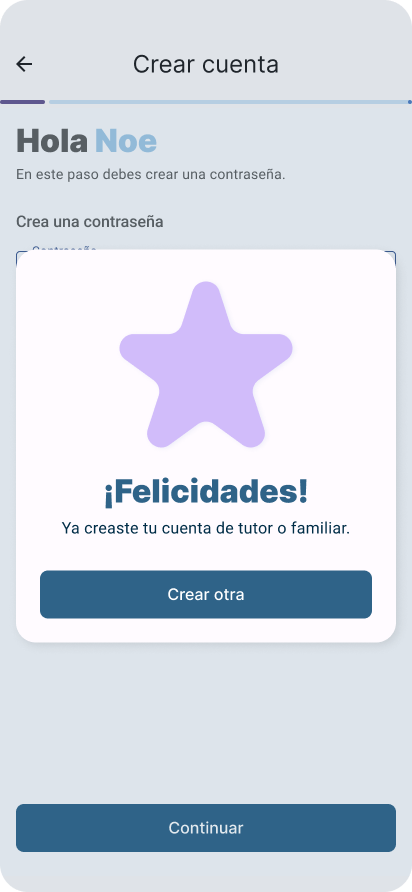 Crear cuenta
Hola Noe
En este paso debes crear una contraseña.
Crea una contraseña
¡Felicidades!
Ya creaste tu cuenta de tutor o familiar.
Crear otra
Continuar